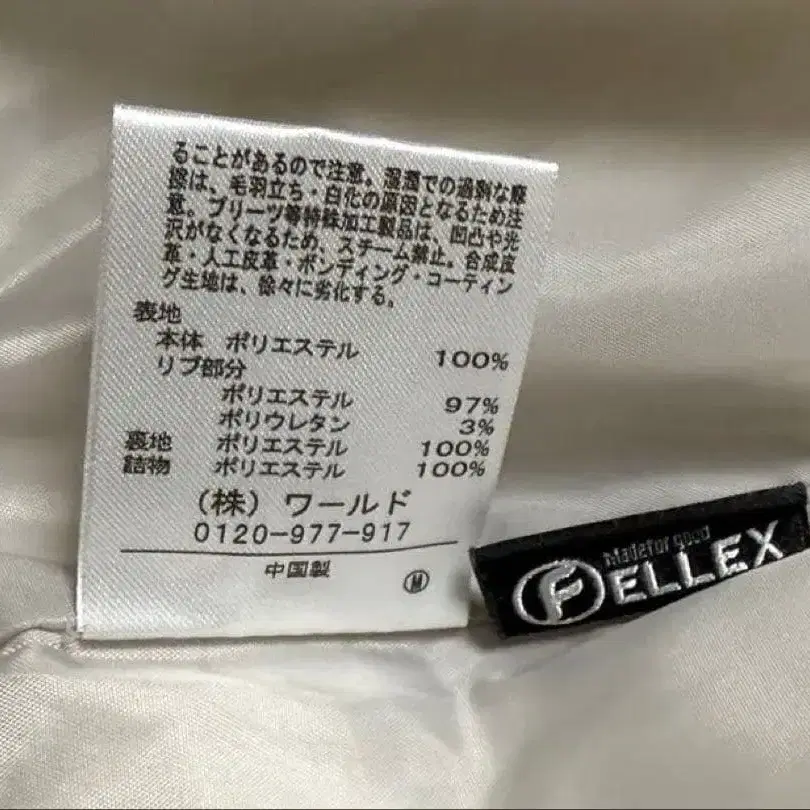 ることがあるので注意。湿潤での過剰な摩
擦は、毛羽立ち・白化の原因となるため注
意。プリーツ等特殊加工製品は、凹凸や光
沢がなくなるため、スチーム禁止。合成皮
革・人工皮革・ボンディング・コーティン
グ生地は、徐々に劣化する。
表地
本体 ポリエステル 100%
リブ部分
ポリエステル 97%
ポリウレタン 3%
裏地 ポリエステル 100%
詰物 ポリエステル 100%
(株) ワールド
0120-977-917
中国製 Ⓜ
Madefor good
FELLEX